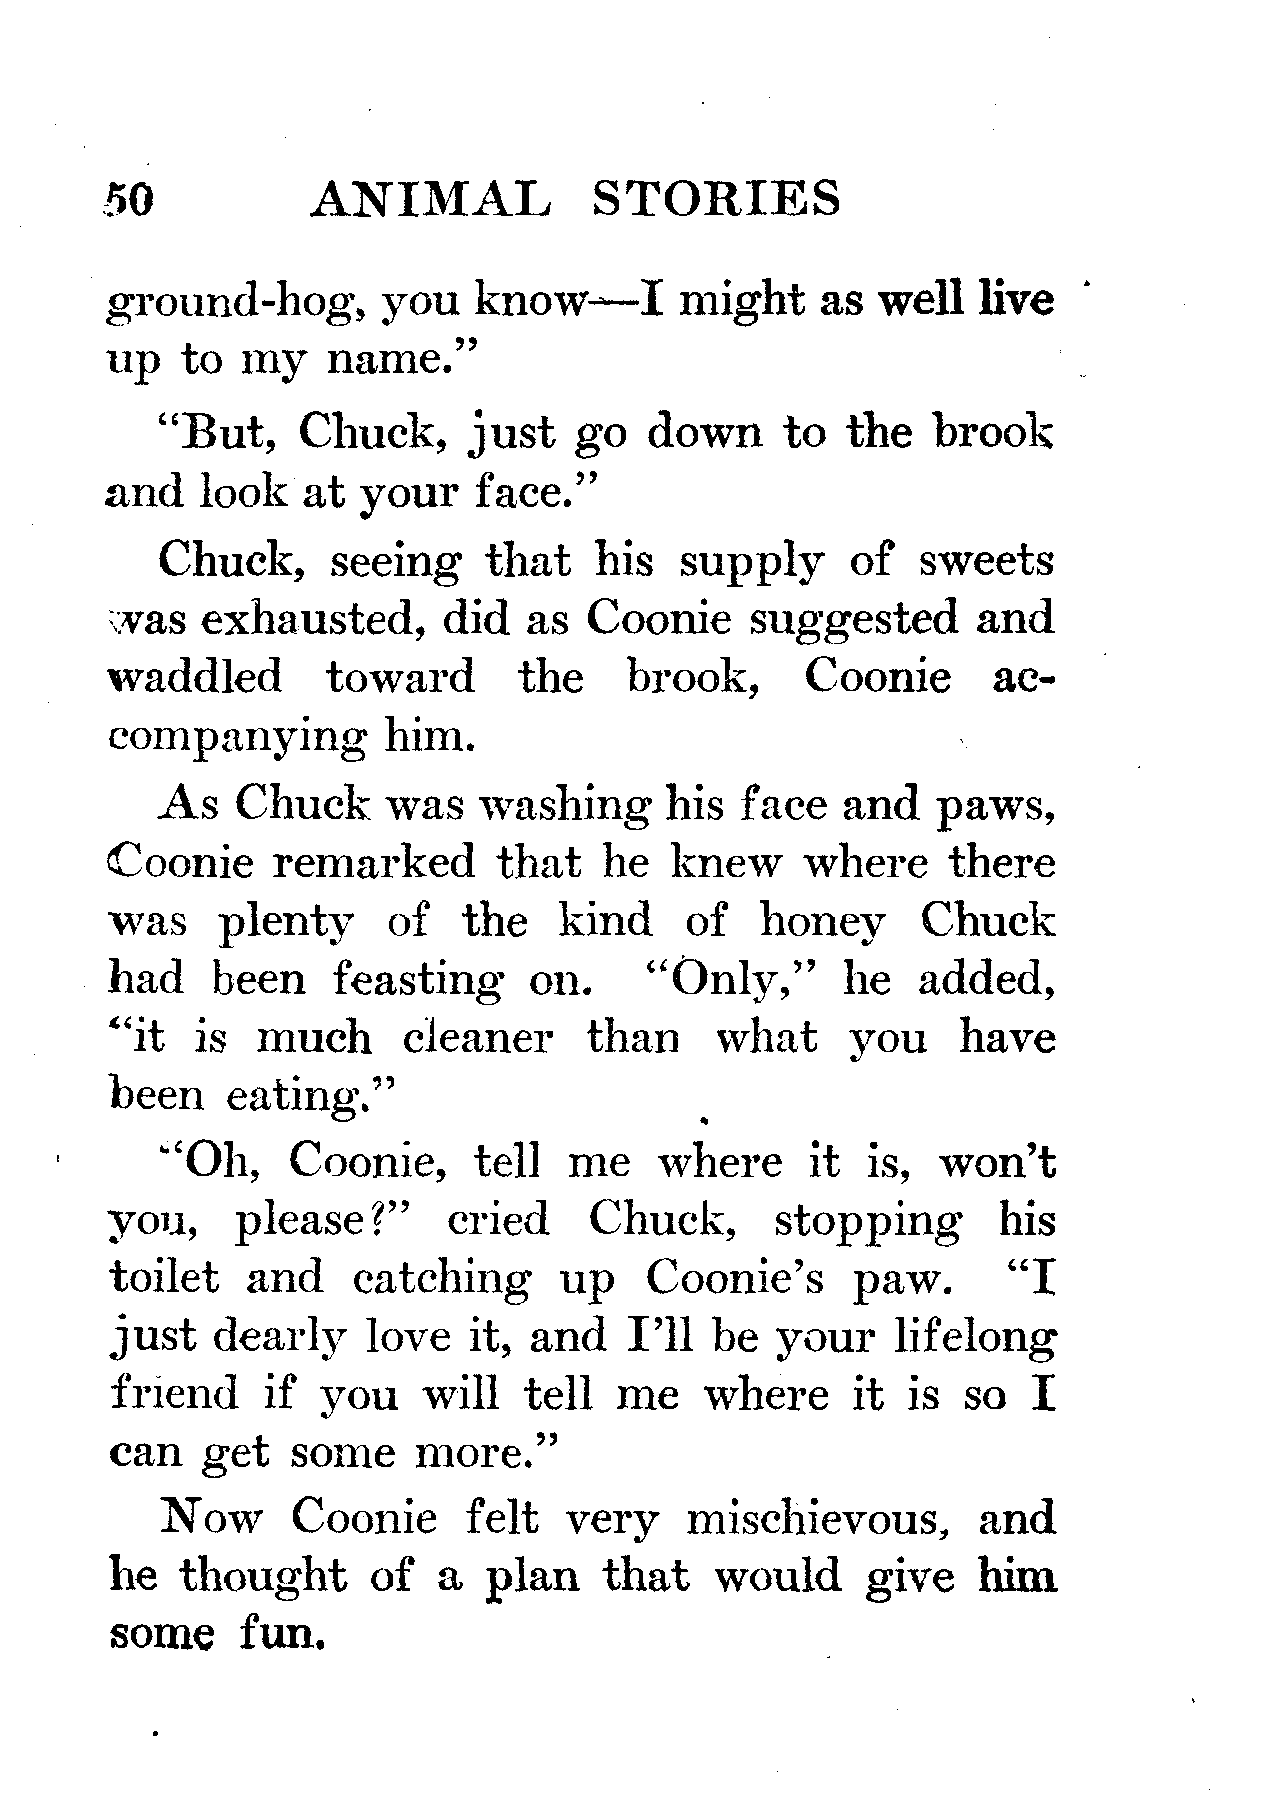 50 ANIMAL STORIES
ground-hog, you know—I might as well live
up to my name."
"But, Chuck, just go down to the brook
and look at your face."
Chuck, seeing that his supply of sweets
was exhausted, did as Coonie suggested and
waddled toward the brook, Coonie ac-
companying him.
As Chuck was washing his face and paws,
Coonie remarked that he knew where there
was plenty of the kind of honey Chuck
had been feasting on. "Only," he added,
"it is much cleaner than what you have
been eating."
"Oh, Coonie, tell me where it is, won't
you, please?" cried Chuck, stopping his
toilet and catching up Coonie's paw. "I
just dearly love it, and I'll be your lifelong
friend if you will tell me where it is so I
can get some more."
Now Coonie felt very mischievous, and
he thought of a plan that would give him
some fun.